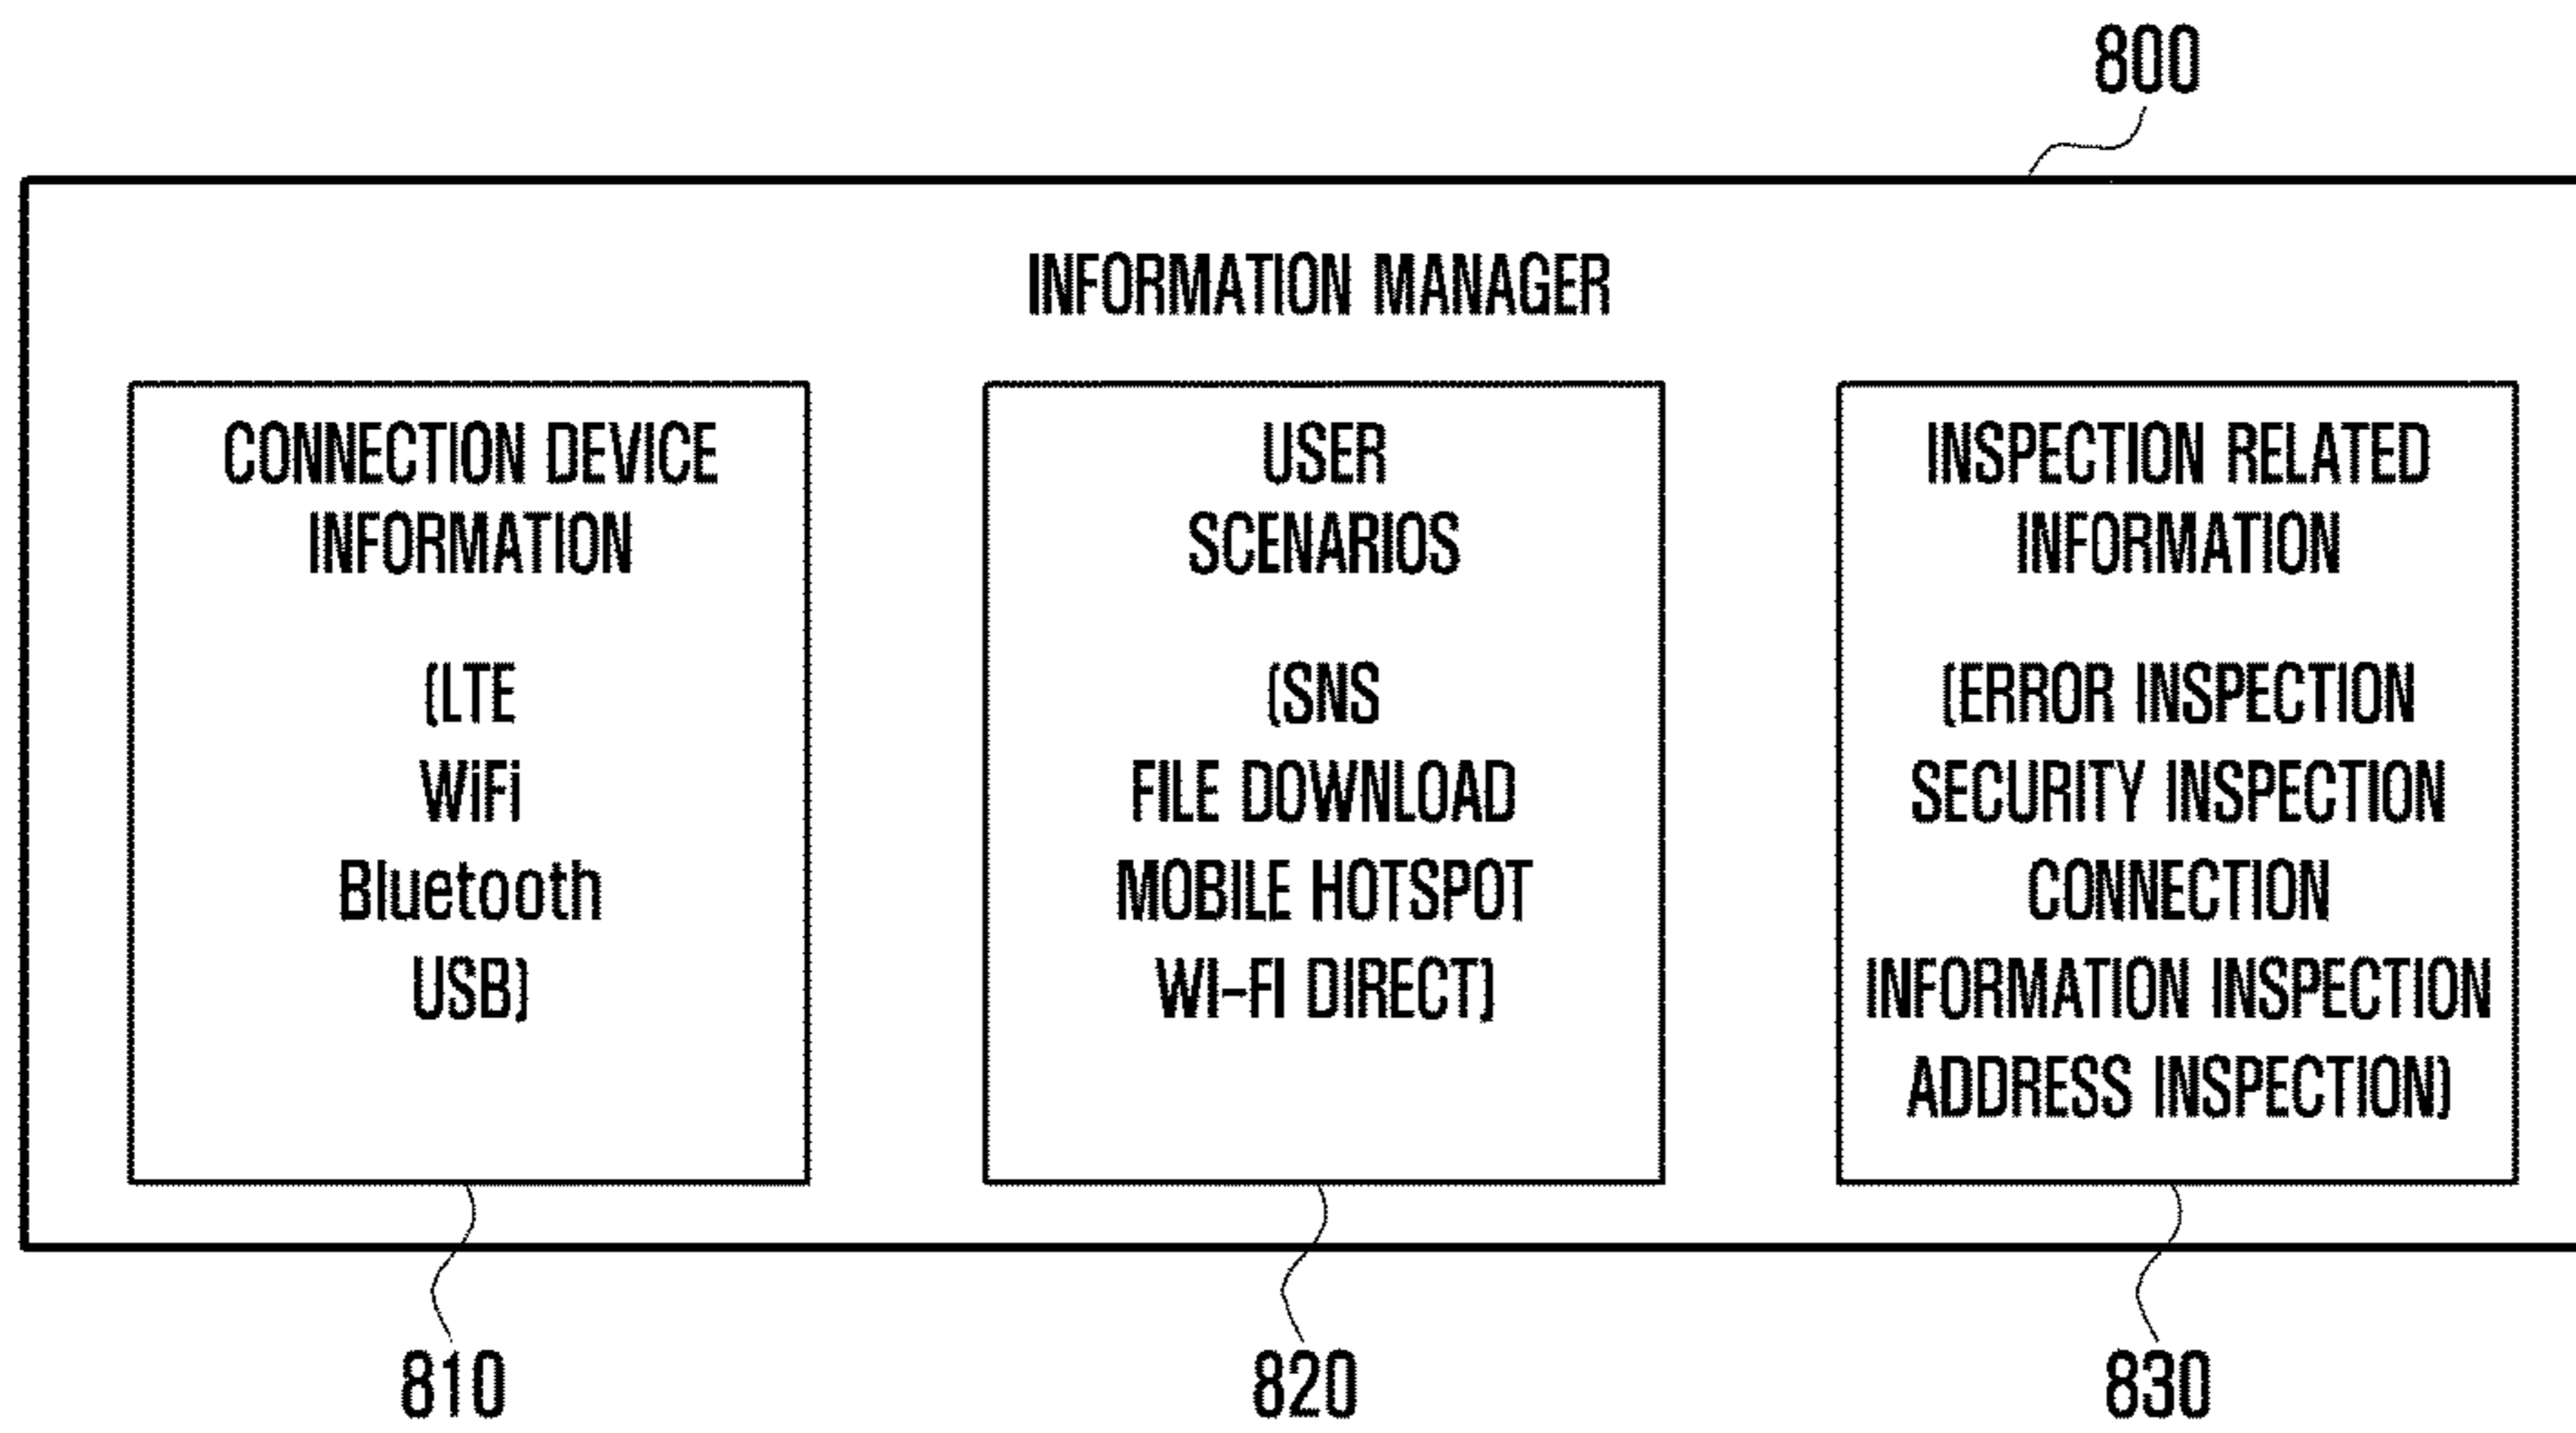 800
INFORMATION MANAGER
CONNECTION DEVICE
INFORMATION
(LTE
WiFi
Bluetooth
USB)
USER
SCENARIOS
(SNS
FILE DOWNLOAD
MOBILE HOTSPOT
WI-FI DIRECT)
INSPECTION RELATED
INFORMATION
(ERROR INSPECTION
SECURITY INSPECTION
CONNECTION
INFORMATION INSPECTION
ADDRESS INSPECTION)
810
820
830